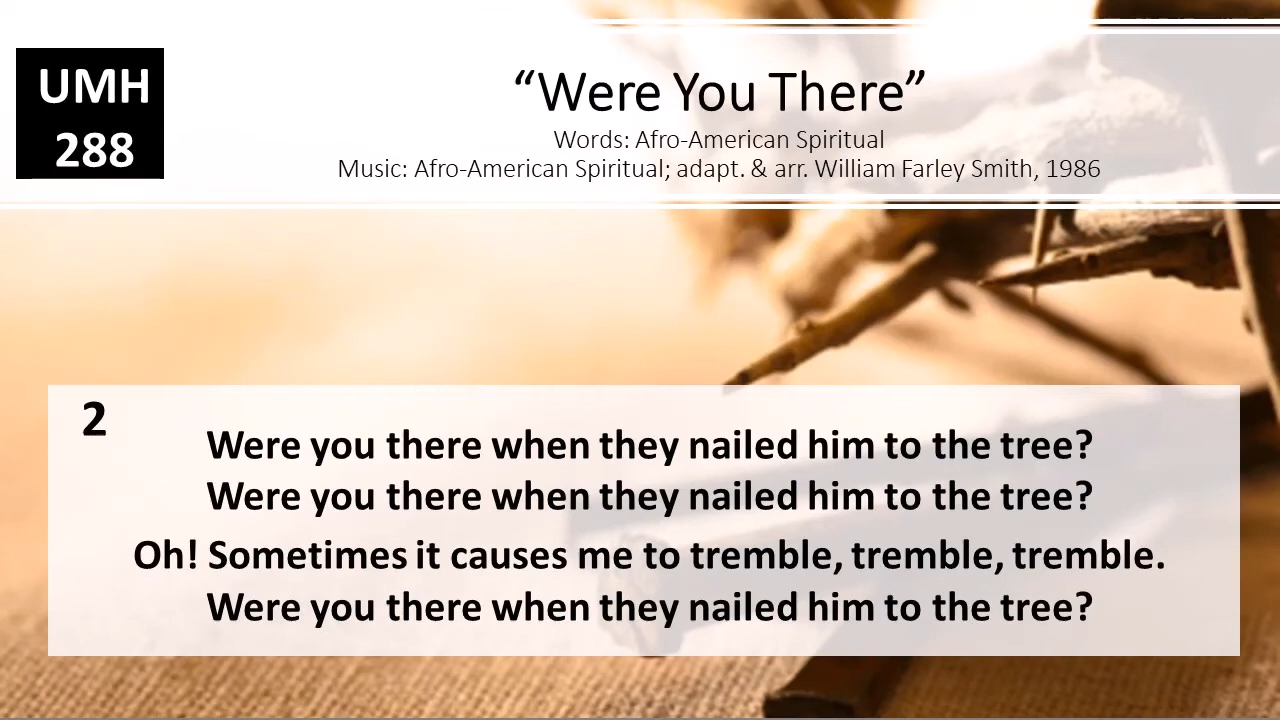 UMH
288
“Were You There”
Words: Afro-American Spiritual
Music: Afro-American Spiritual; adapt. & arr. William Farley Smith, 1986
2
Were you there when they nailed him to the tree?
Were you there when they nailed him to the tree?
Oh! Sometimes it causes me to tremble, tremble, tremble.
Were you there when they nailed him to the tree?